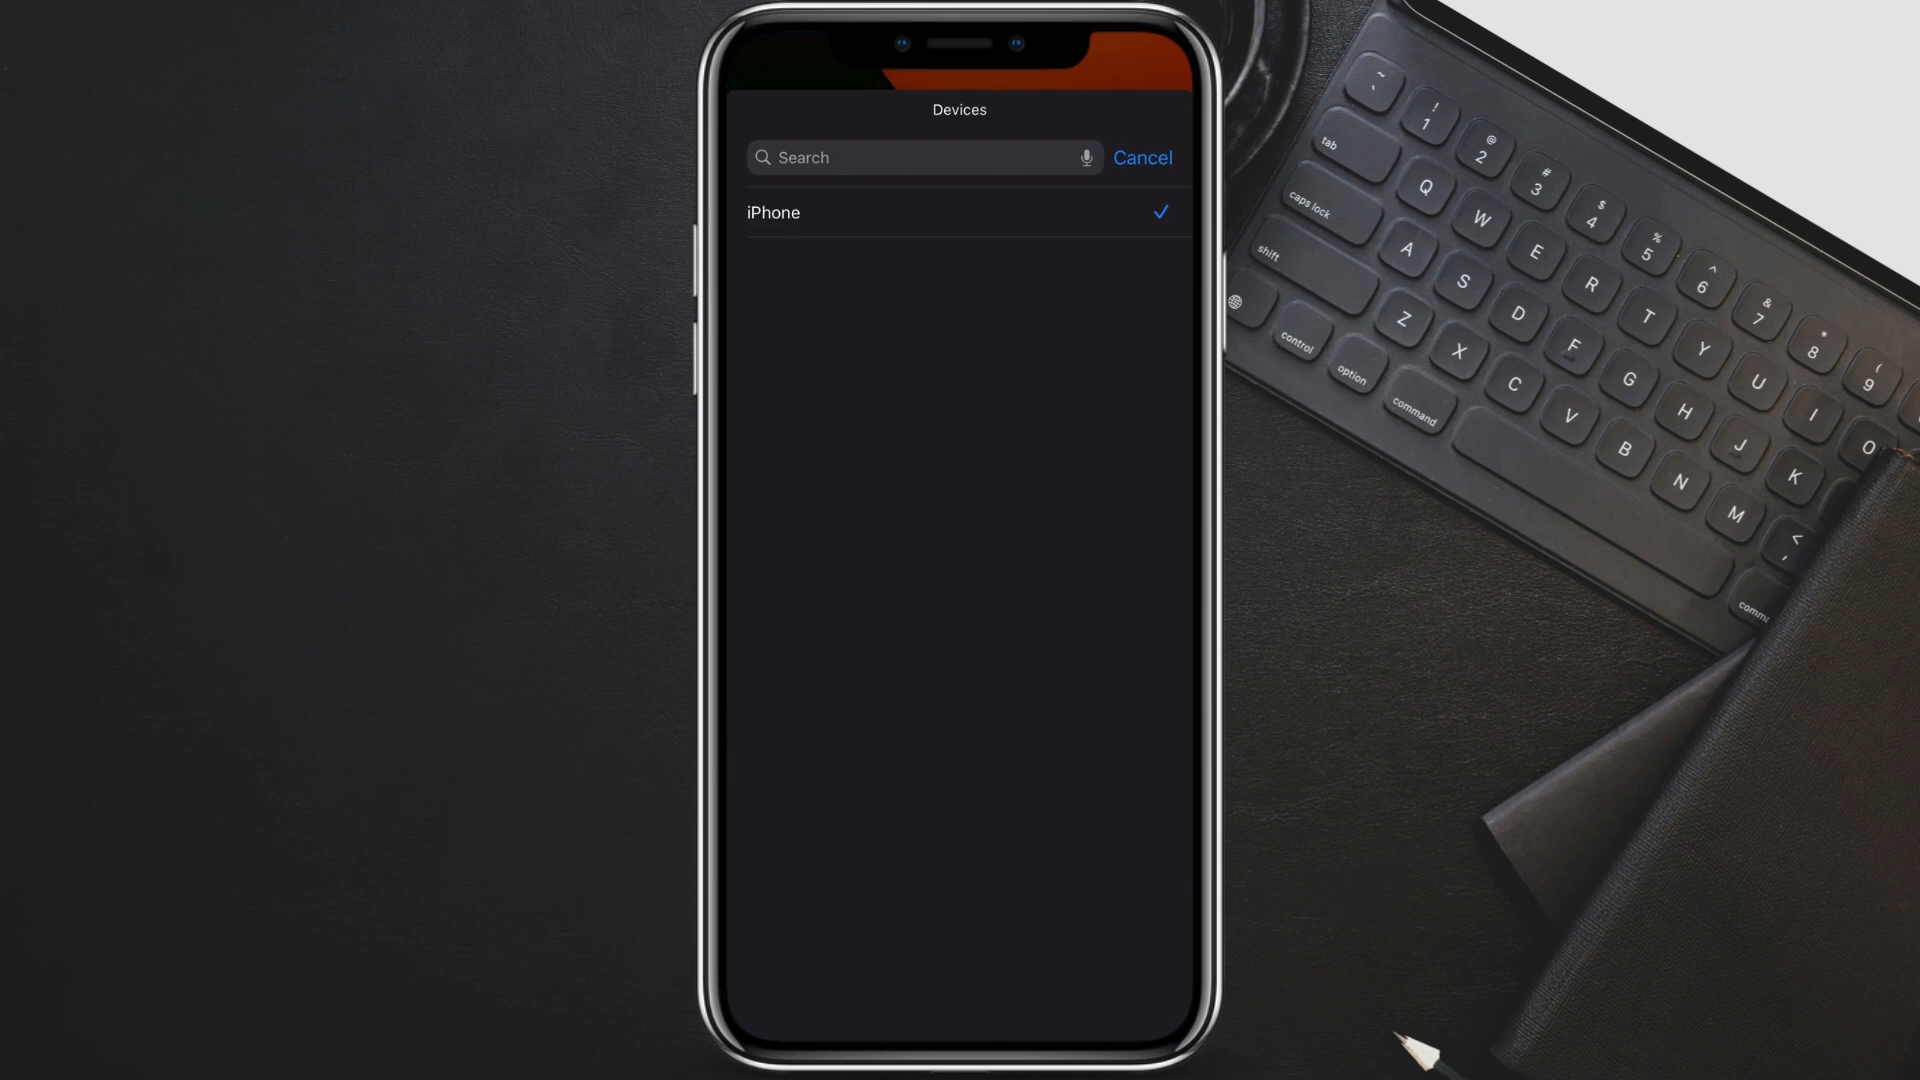 Devices
Search
Cancel
iPhone
~
`
!
1
@
2
#
3
$
4
%
5
^
6
&
7
*
8
(
9
tab
Q
W
E
R
T
Y
U
I
O
caps lock
A
S
D
F
G
H
J
K
shift
Z
X
C
V
B
N
M
<
,
control
option
command
comma